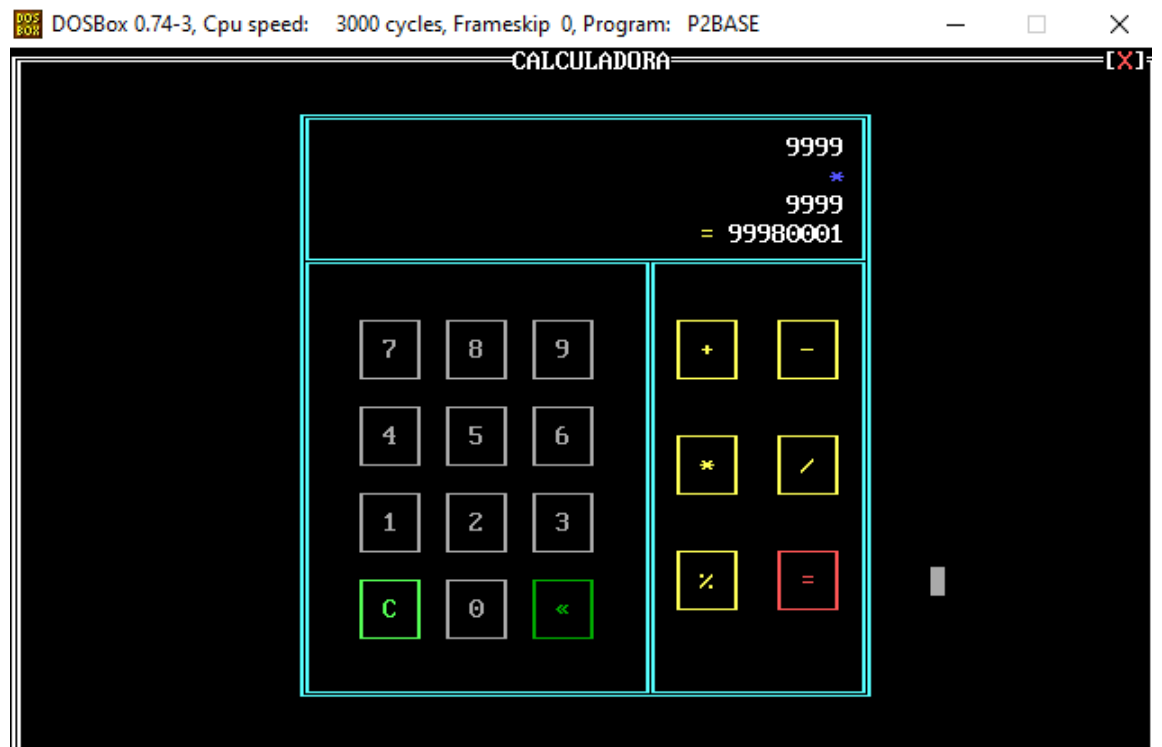 DOSBox 0.74-3, Cpu speed: 3000 cycles, Frameskip 0, Program: P2BASE
CALCULADORA [X]
9999
*
9999
= 99980001
7 8 9 + -
4 5 6 * /
1 2 3
C 0 « % =